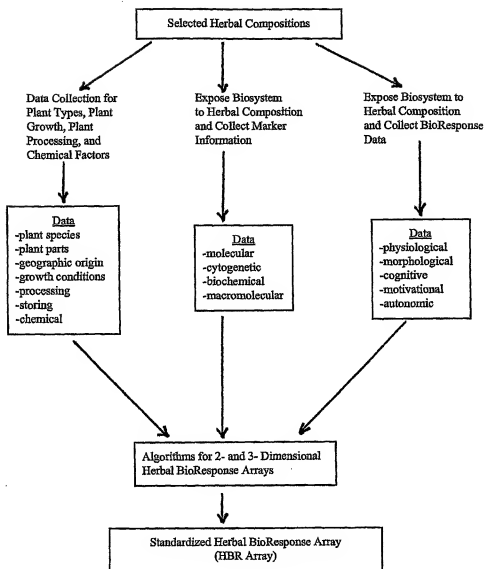 Selected Herbal Compositions
Data Collection for
Plant Types, Plant
Growth, Plant
Processing, and
Chemical Factors
Expose Biosystem
to Herbal Composition
and Collect Marker
Information
Expose Biosystem to
Herbal Composition
and Collect BioResponse
Data
Data
-plant species
-plant parts
-geographic origin
-growth conditions
-processing
-storing
-chemical
Data
-molecular
-cytogenetic
-biochemical
-macromolecular
Data
-physiological
-morphological
-cognitive
-motivational
-autonomic
Algorithms for 2- and 3- Dimensional
Herbal BioResponse Arrays
Standardized Herbal BioResponse Array
(HBR Array)